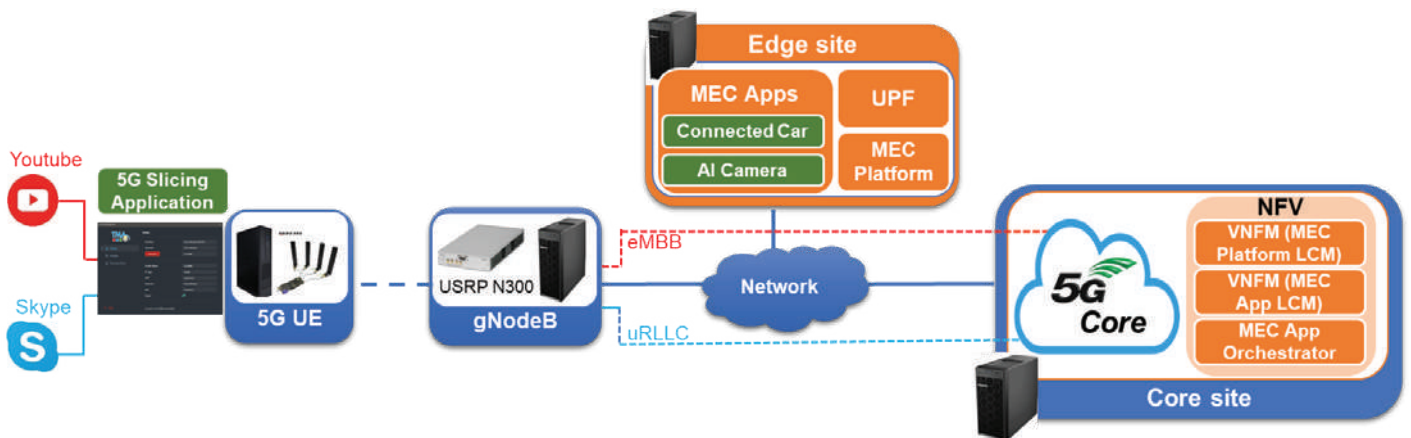 Edge site
MEC Apps
Connected Car
AI Camera
UPF
MEC
Platform
Youtube
5G Slicing
Application
Skype
S
5G UE
USRP N300
gNodeB
eMBB
uRLLC
Network
5G
Core
NFV
VNFM (MEC
Platform LCM)
VNFM (MEC
App LCM)
MEC App
Orchestrator
Core site